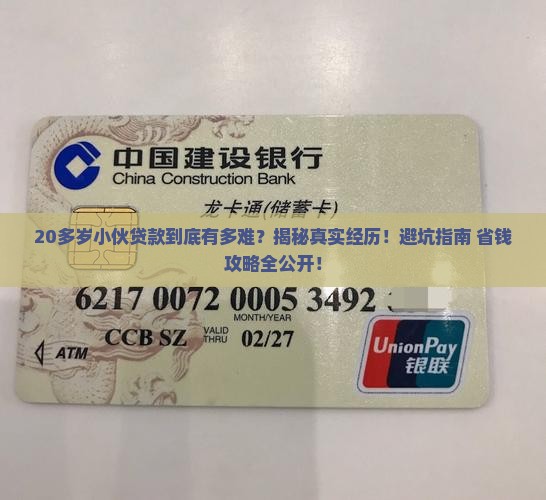 中国建设银行
China Construction Bank
龙卡通(储蓄卡)
20多岁小伙贷款到底有多难？揭秘真实经历！避坑指南 省钱
攻略全公开！
6217 0072 0005 3492
MONTH/YEAR
CCB SZ VALID THRU 02/27
ATM
UnionPay
银联